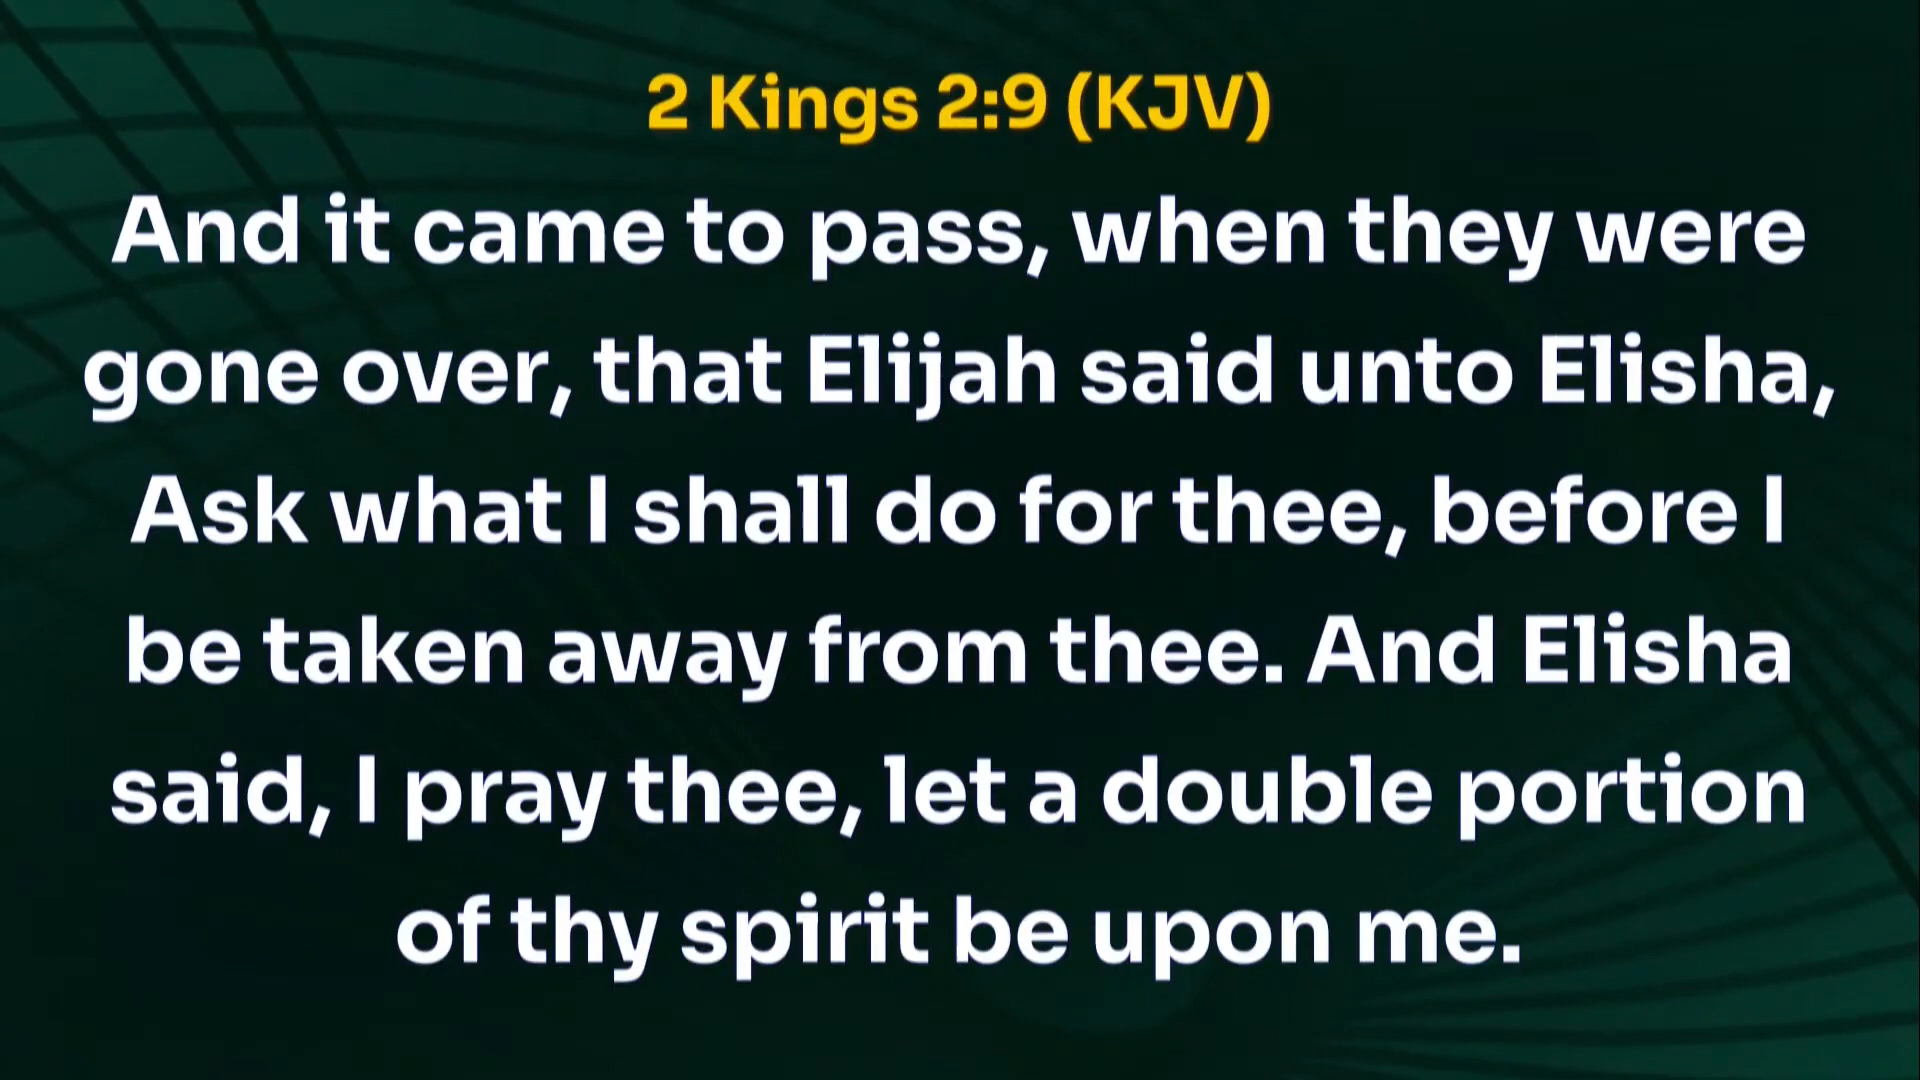 2 Kings 2:9 (KJV)
And it came to pass, when they were
gone over, that Elijah said unto Elisha,
Ask what I shall do for thee, before I
be taken away from thee. And Elisha
said, I pray thee, let a double portion
of thy spirit be upon me.